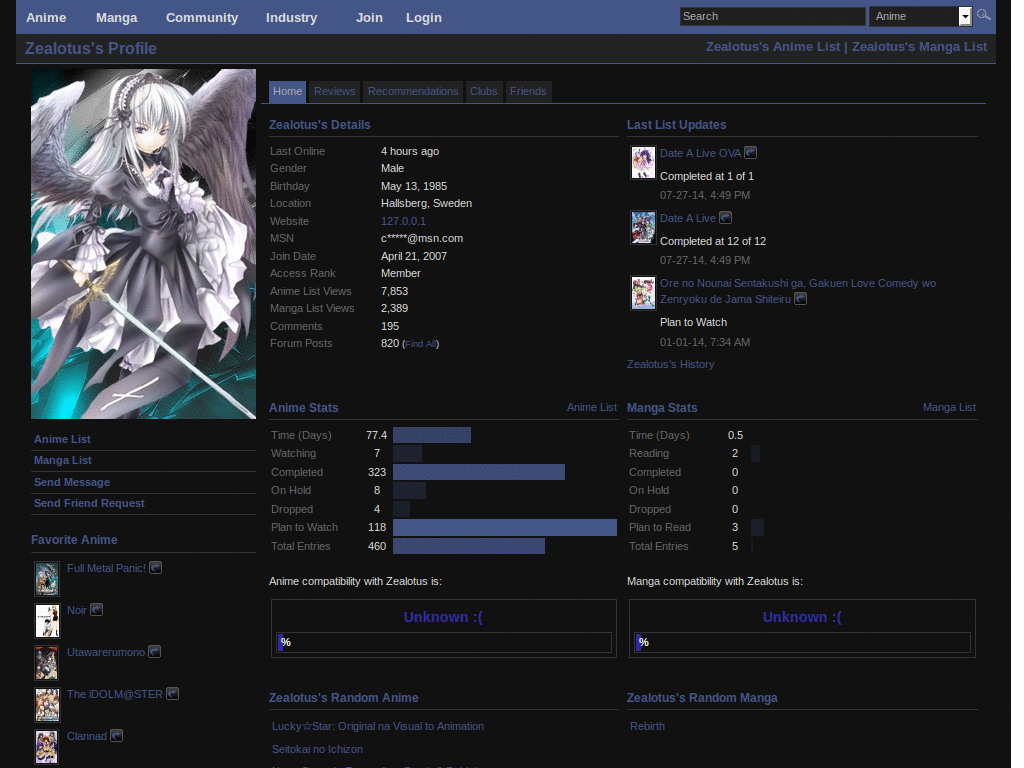 Anime Manga Community Industry Join Login Search Anime
Zealotus's Profile
Zealotus's Anime List | Zealotus's Manga List
Home Reviews Recommendations Clubs Friends
Zealotus's Details
Last Online 4 hours ago
Gender Male
Birthday May 13, 1985
Location Hallsberg, Sweden
Website 127.0.0.1
MSN c*****@msn.com
Join Date April 21, 2007
Access Rank Member
Anime List Views 7,853
Manga List Views 2,389
Comments 195
Forum Posts 820 (Find All)
Last List Updates
Date A Live OVA
Completed at 1 of 1
07-27-14, 4:49 PM
Date A Live
Completed at 12 of 12
07-27-14, 4:49 PM
Ore no Nounai Sentakushi ga, Gakuen Love Comedy wo
Zenryoku de Jama Shiteiru
Plan to Watch
01-01-14, 7:34 AM
Zealotus's History
Anime List
Manga List
Send Message
Send Friend Request
Favorite Anime
Full Metal Panic!
Noir
Utawarerumono
The iDOLM@STER
Clannad
Anime Stats Anime List
Time (Days) 77.4
Watching 7
Completed 323
On Hold 8
Dropped 4
Plan to Watch 118
Total Entries 460
Anime compatibility with Zealotus is:
Unknown :(
%
Manga Stats Manga List
Time (Days) 0.5
Reading 2
Completed 0
On Hold 0
Dropped 0
Plan to Read 3
Total Entries 5
Manga compatibility with Zealotus is:
Unknown :(
%
Zealotus's Random Anime
Lucky☆Star: Original na Visual to Animation
Seitokai no Ichizon
Zealotus's Random Manga
Rebirth